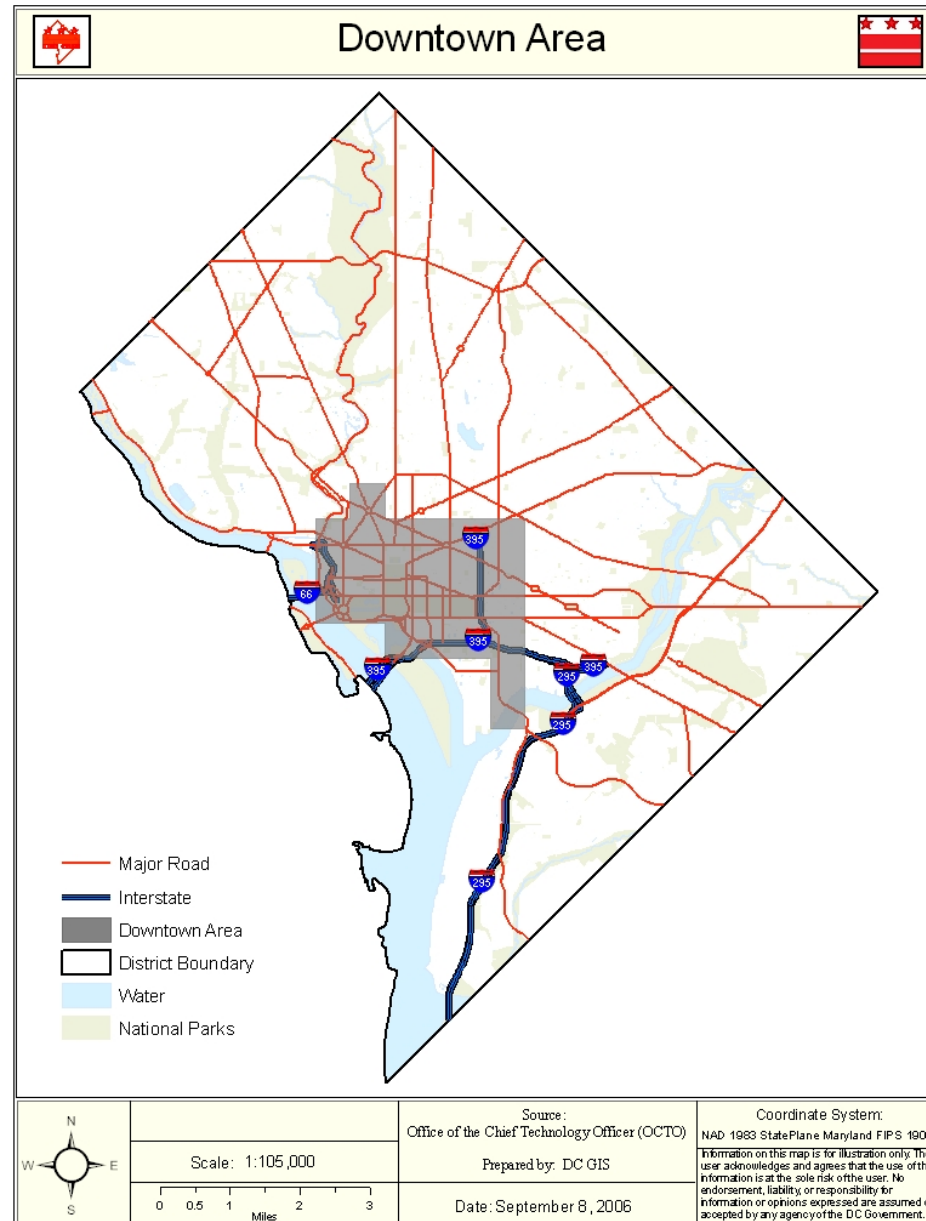 Downtown Area
395
66
395
395
395
295
295
295
Major Road
Interstate
Downtown Area
District Boundary
Water
National Parks
N
W
E
S
Scale: 1:105,000
0 0.5 1 2 3
Miles
Source:
Office of the Chief Technology Officer (OCTO)
Prepared by: DC GIS
Date: September 8, 2006
Coordinate System:
NAD 1983 StatePlane Maryland FIPS
Information on this map is for illustration only. The
user acknowledges and agrees that the use of th
information is at the sole risk of the user. No
endorsement, liability, or responsibility for
information or opinions expressed are assumed
accepted by any agency of the DC Government.